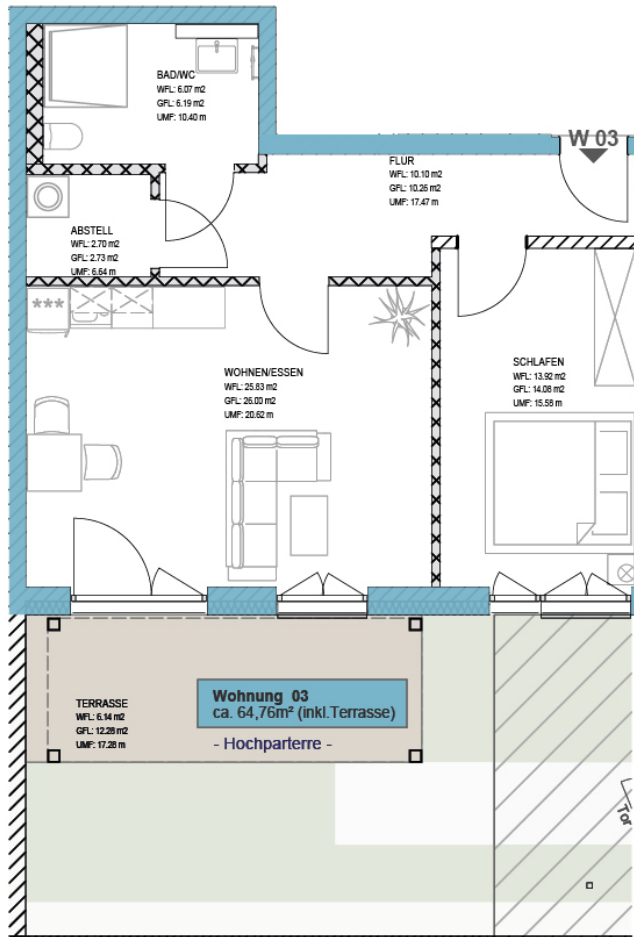 BAD/WC
WFL: 6.07 m2
GFL: 6.19 m2
UMF: 10.40 m
W 03
FLUR
WFL: 10.10 m2
GFL: 10.26 m2
UMF: 17.47 m
ABSTELL
WFL: 2.70 m2
GFL: 2.73 m2
UMF: 6.64 m
***
WOHNEN/ESSEN
WFL: 25.83 m2
GFL: 26.00 m2
UMF: 20.62 m
SCHLAFEN
WFL: 13.92 m2
GFL: 14.08 m2
UMF: 15.58 m
TERRASSE
WFL: 6.14 m2
GFL: 12.28 m2
UMF: 17.28 m
Wohnung 03
ca. 64,76m² (inkl.Terrasse)
- Hochparterre -
Tor